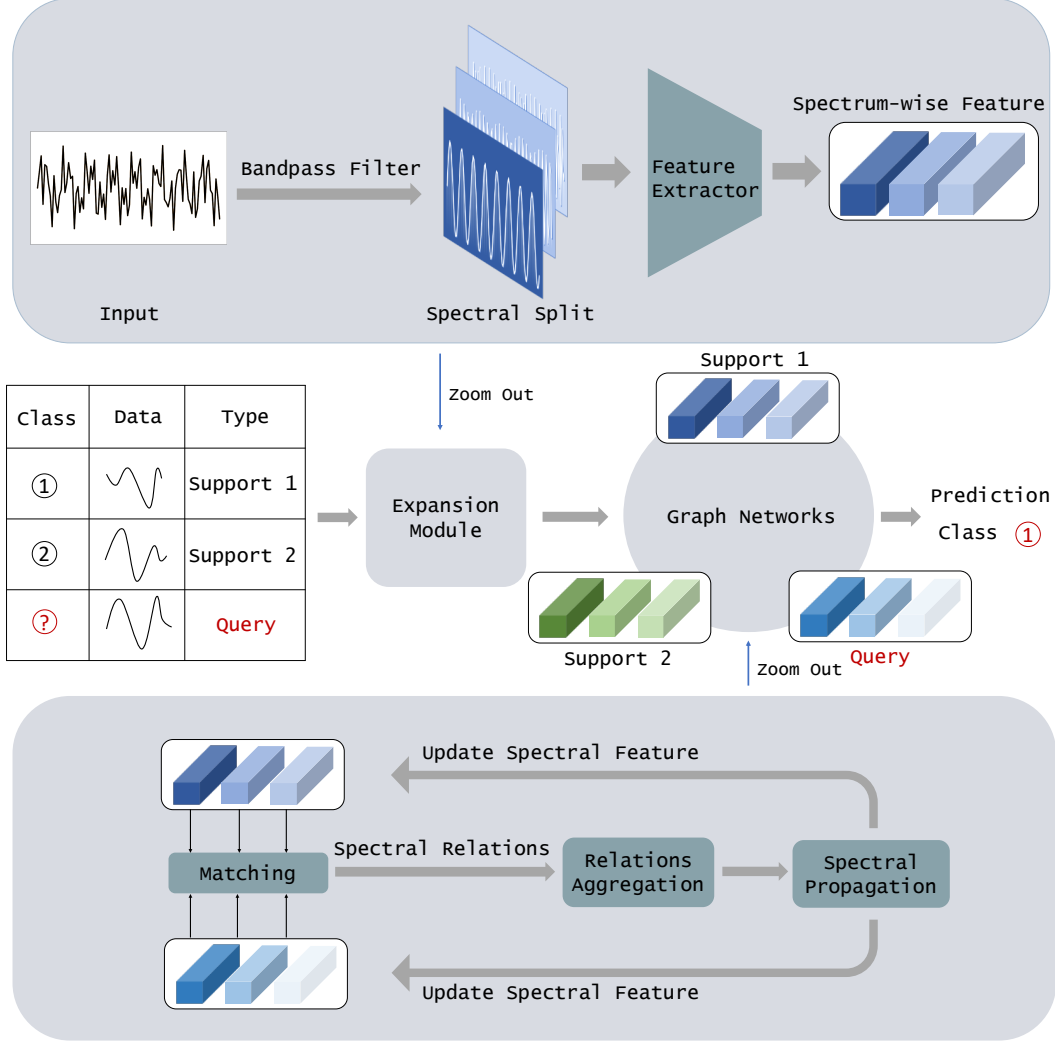 Spectrum-wise Feature
Bandpass Filter
Feature
Extractor
Input
Spectral Split
Zoom Out
Support 1
Class Data Type
① Support 1
② Support 2
? Query
Expansion
Module
Graph Networks
Prediction
Class ①
Support 2
Query
Zoom Out
Update Spectral Feature
Matching
Spectral Relations
Relations
Aggregation
Spectral
Propagation
Update Spectral Feature